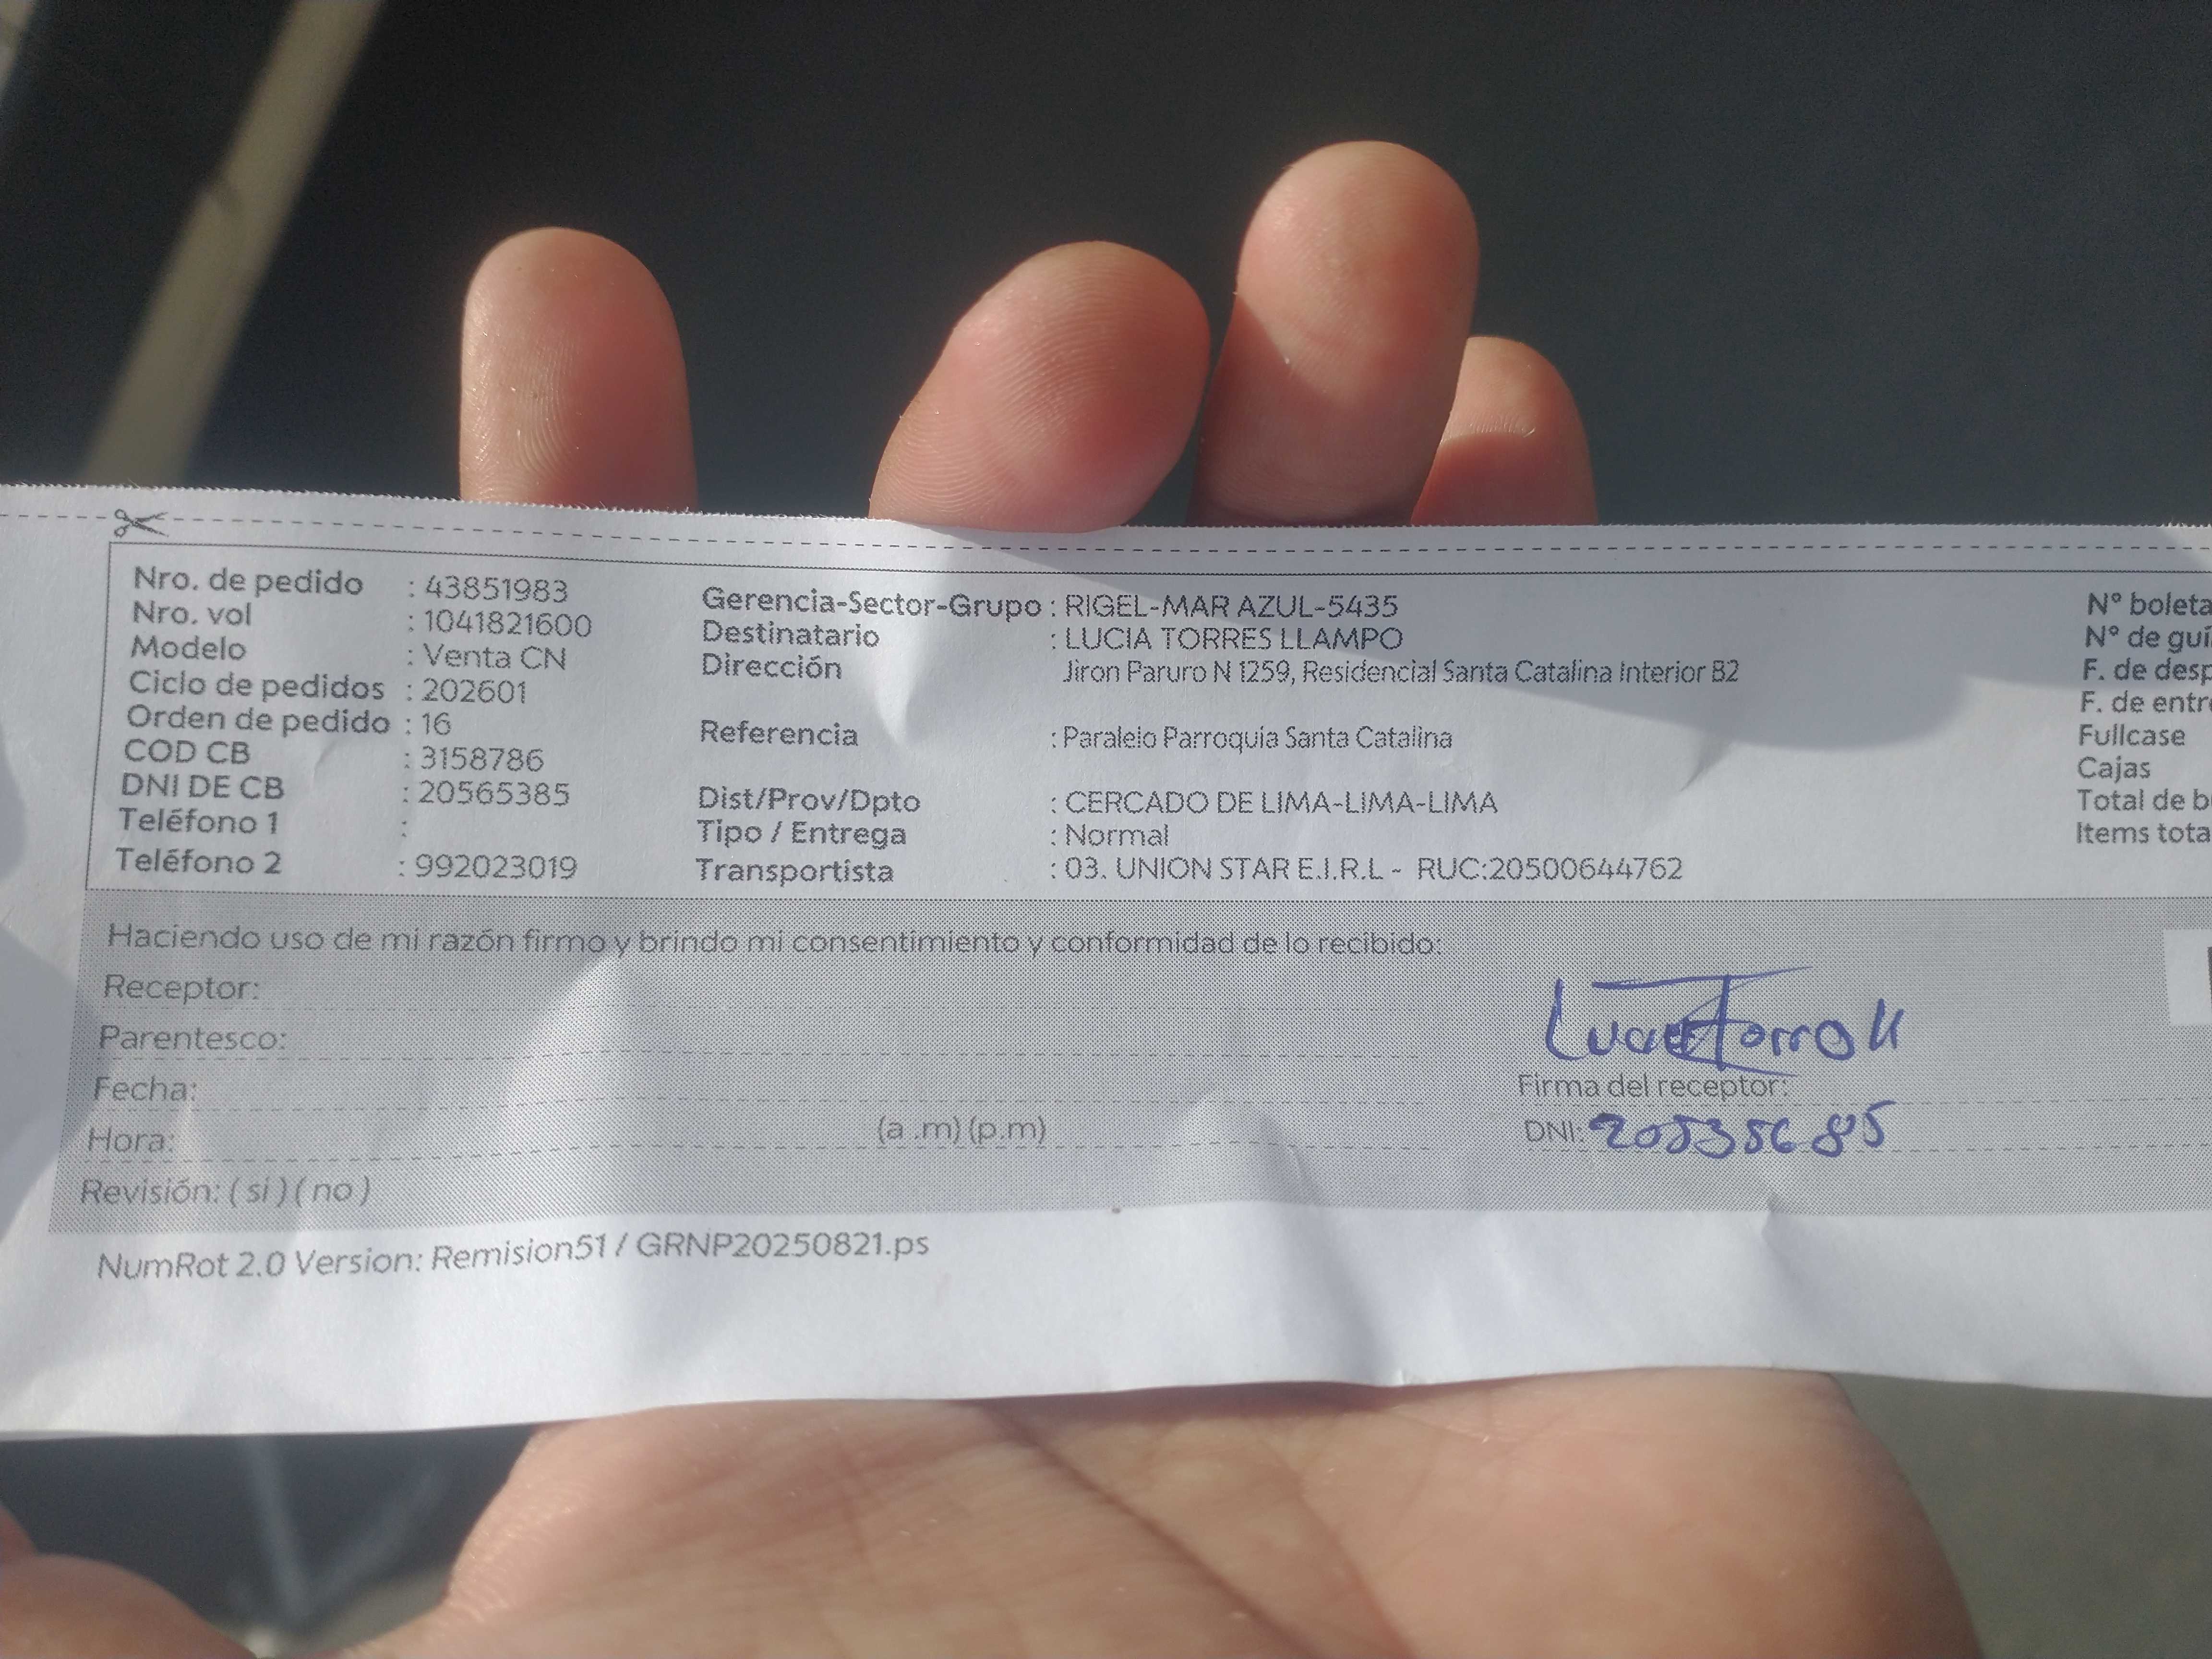 Nro. de pedido : 43851983
Nro. vol : 1041821600
Modelo : Venta CN
Ciclo de pedidos : 202601
Orden de pedido : 16
COD CB : 3158786
DNI DE CB : 20565385
Teléfono 1 :
Teléfono 2 : 992023019
Gerencia-Sector-Grupo : RIGEL-MAR AZUL-5435
Destinatario : LUCIA TORRES LLAMPO
Dirección Jiron Paruro N 1259, Residencial Santa Catalina Interior B2
Referencia : Paralelo Parroquia Santa Catalina
Dist/Prov/Dpto : CERCADO DE LIMA-LIMA-LIMA
Tipo / Entrega : Normal
Transportista : 03. UNION STAR E.I.R.L - RUC:20500644762
N° boleta
N° de guí
F. de desp
F. de entr
Fullcase
Cajas
Total de b
Items tota
Haciendo uso de mi razón firmo y brindo mi consentimiento y conformidad de lo recibido:
Receptor:
Parentesco:
Fecha:
Hora: (a .m) (p.m)
Revisión: ( si ) ( no )
Firma del receptor:
DNI: 20535685
NumRot 2.0 Version: Remision51 / GRNP20250821.ps